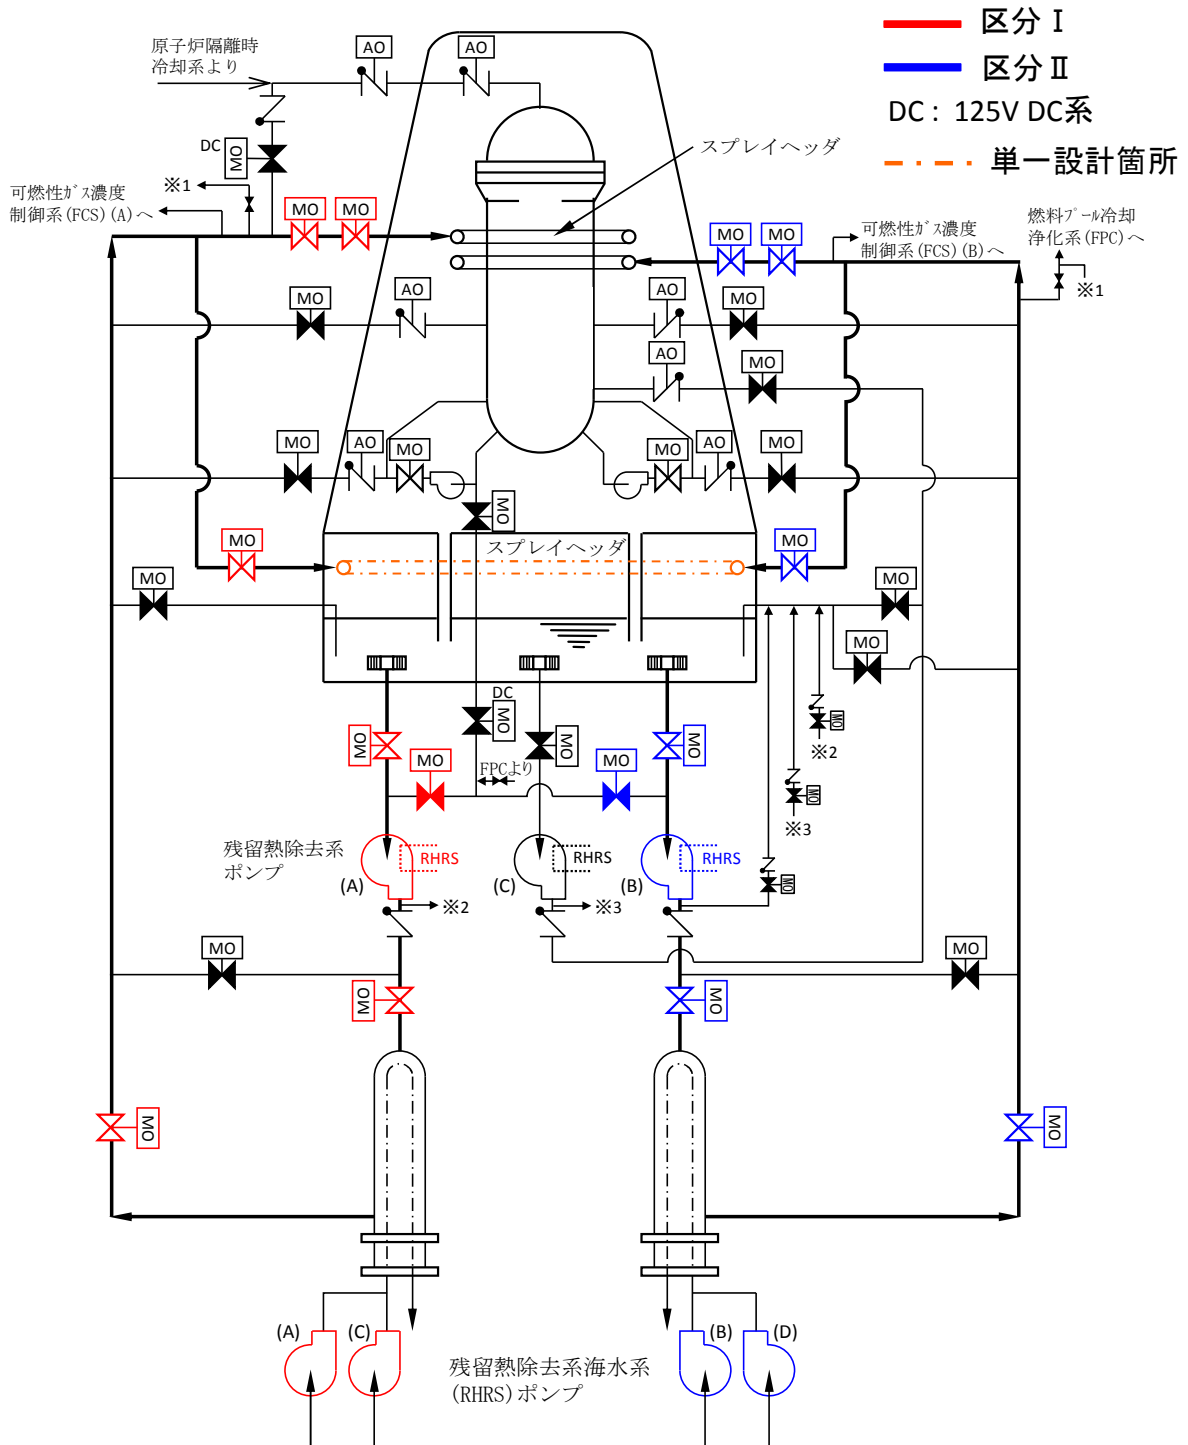 区分Ⅰ
区分Ⅱ
DC： 125V DC系
単一設計箇所
原子炉隔離時
冷却系より
AO
AO
スプレイヘッダ
DC
MO
※1
可燃性ガス濃度
制御系(FCS)(A)へ
MO
MO
MO
MO
可燃性ガス濃度
制御系(FCS)(B)へ
燃料プール冷却
浄化系(FPC)へ
※1
MO
AO
AO
MO
AO
MO
MO
AO
MO
MO
AO
MO
MO
スプレイヘッダ
MO
MO
MO
MO
MO
DC
MO
MO
MO
MO
MO
MO
FPCより
MO
※2
MO
※3
残留熱除去系
ポンプ
RHRS
(A)
RHRS
(C)
RHRS
(B)
MO
※2
※3
MO
MO
MO
MO
MO
MO
(A)
(C)
(B)
(D)
残留熱除去系海水系
(RHRS)ポンプ